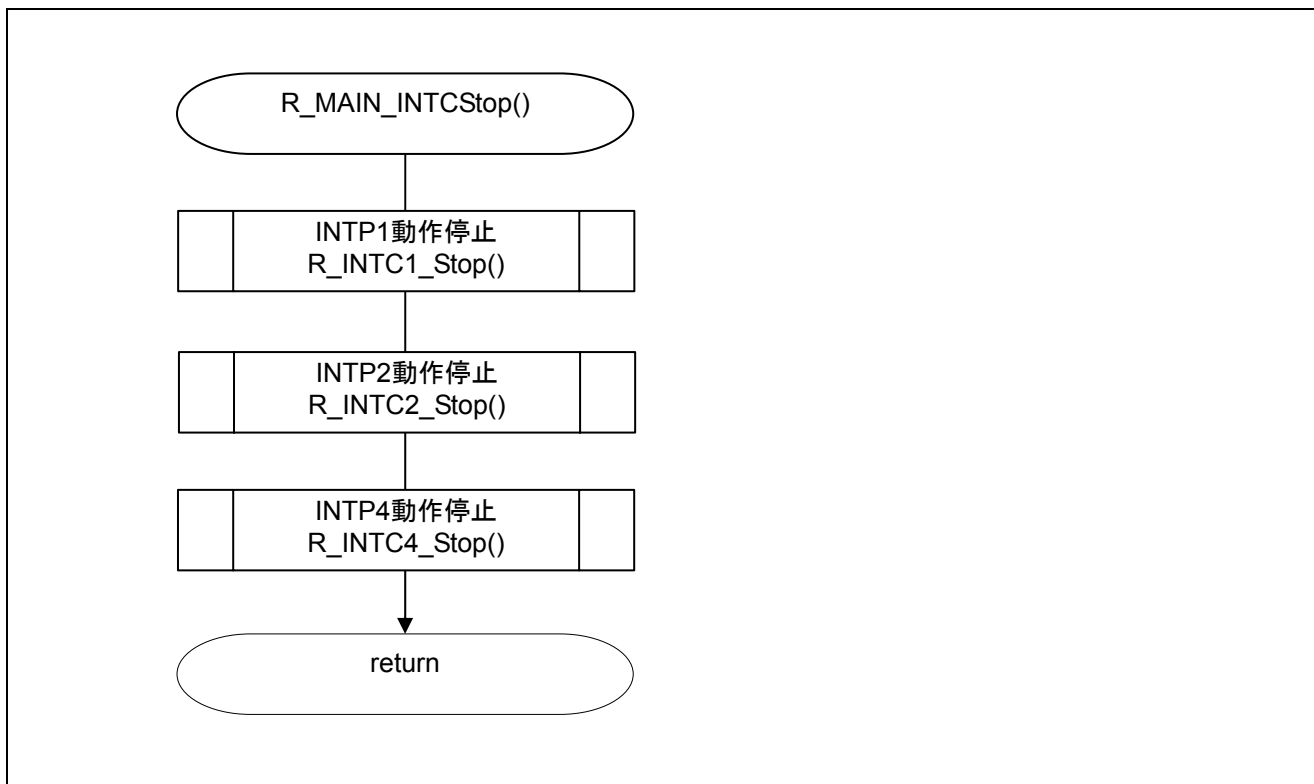 R_MAIN_INTCStop()
INTP1動作停止
R_INTC1_Stop()
INTP2動作停止
R_INTC2_Stop()
INTP4動作停止
R_INTC4_Stop()
return